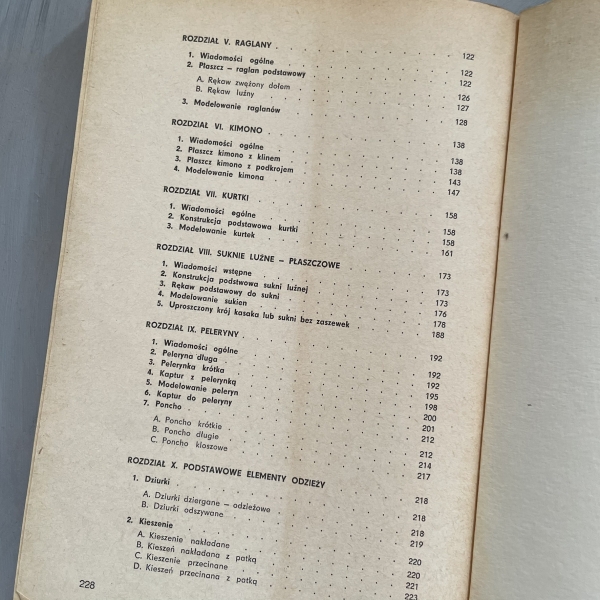 ROZDZIAŁ V. RAGLANY . . . 122
1. Wiadomości ogólne . . . 122
2. Płaszcz — raglan podstawowy . . . 122
A. Rękaw zwężony dołem . . . 126
B. Rękaw luźny . . . 127
3. Modelowanie raglanów . . . 128
ROZDZIAŁ VI. KIMONO . . . 138
1. Wiadomości ogólne . . . 138
2. Płaszcz kimono z klinem . . . 138
3. Płaszcz kimono z podkrojem . . . 143
4. Modelowanie kimona . . . 147
ROZDZIAŁ VII. KURTKI . . . 158
1. Wiadomości ogólne . . . 158
2. Konstrukcja podstawowa kurtki . . . 158
3. Modelowanie kurtek . . . 161
ROZDZIAŁ VIII. SUKNIE LUŹNE — PŁASZCZOWE . . . 173
1. Wiadomości wstępne . . . 173
2. Konstrukcja podstwowa sukni luźnej . . . 173
3. Rękaw podstawowy do sukni . . . 176
4. Modelowanie sukien . . . 178
5. Uproszczony krój kasaka lub sukni bez zaszewek . . . 188
ROZDZIAŁ IX. PELERYNY . . . 192
1. Wiadomości ogólne . . . 192
2. Peleryna długa . . . 192
3. Pelerynka krótka . . . 195
4. Kaptur z pelerynką . . . 198
5. Modelowanie peleryn . . . 200
6. Kaptur do peleryny . . . 201
7. Poncho . . . 212
A. Poncho krótkie . . . 212
B. Poncho długie . . . 214
C. Poncho kloszowe . . . 217
ROZDZIAŁ X. PODSTAWOWE ELEMENTY ODZIEŻY . . . 218
1. Dziurki . . . 218
A. Dziurki dziergane — odzieżowe . . . 218
B. Dziurki odszywane . . . 219
2. Kieszenie . . . 220
A. Kieszenie nakładane . . . 220
B. Kieszeń nakładana z patką . . . 221
C. Kieszenie przecinane . . . 223
D. Kieszeń przecinana z patką
228